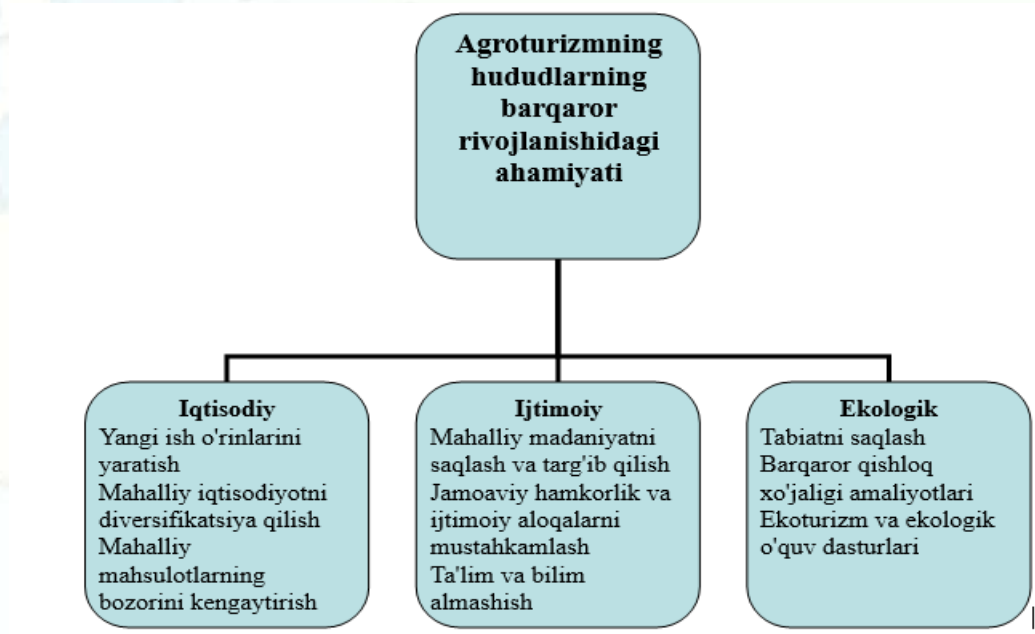 Agroturizmning
hududlarning
barqaror
rivojlanishidagi
ahamiyati
Iqtisodiy
Yangi ish o'rinlarini
yaratish
Mahalliy iqtisodiyotni
diversifikatsiya qilish
Mahalliy
mahsulotlarning
bozorini kengaytirish
Ijtimoiy
Mahalliy madaniyatni
saqlash va targ'ib qilish
Jamoaviy hamkorlik va
ijtimoiy aloqalarni
mustahkamlash
Ta'lim va bilim
almashish
Ekologik
Tabiatni saqlash
Barqaror qishloq
xo'jaligi amaliyotlari
Ekoturizm va ekologik
o'quv dasturlari